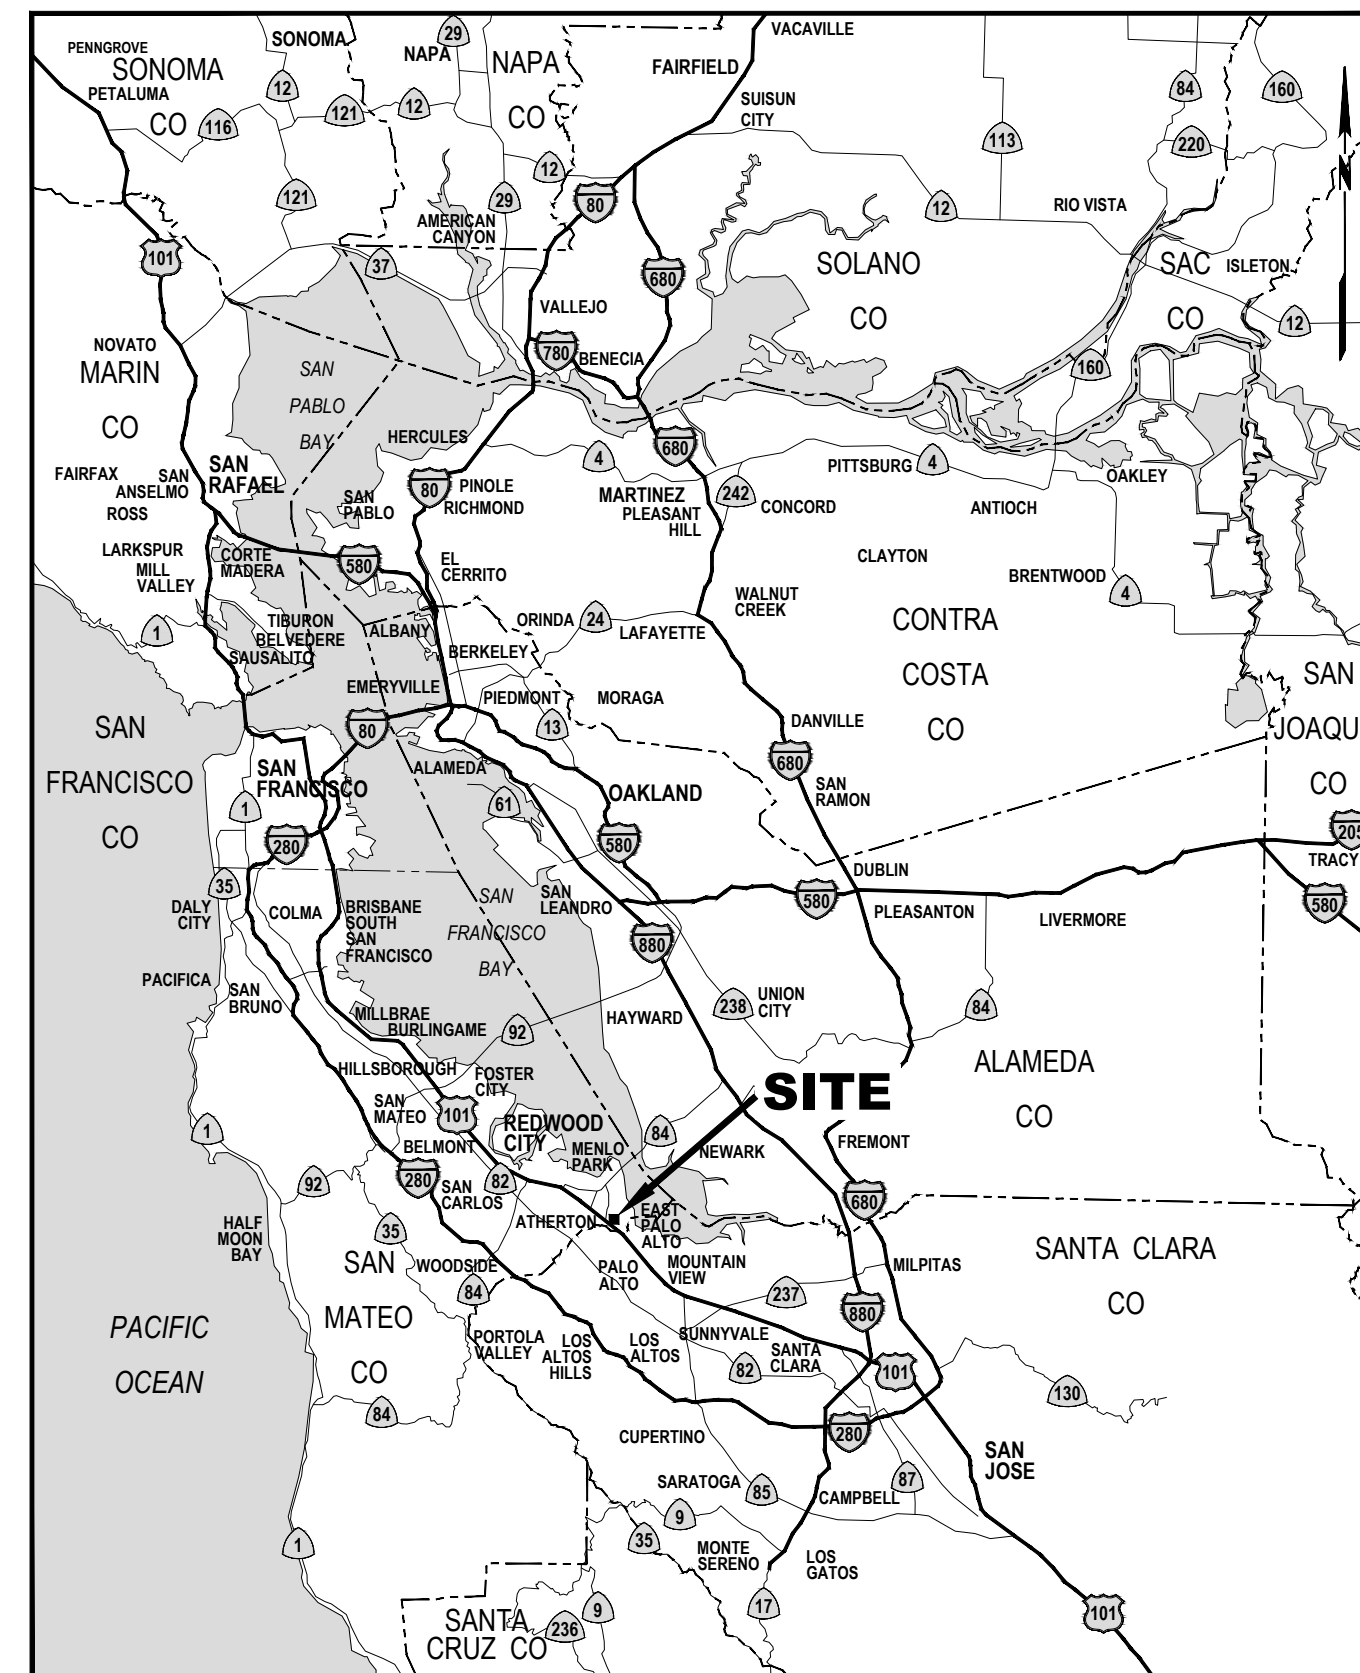 PENNGROVE
SONOMA
CO
PETALUMA
SONOMA
NAPA
NAPA
CO
29
12
116
121
12
121
12
29
VACAVILLE
FAIRFIELD
SUISUN
CITY
80
113
84
160
220
12
RIO VISTA
N
101
37
AMERICAN
CANYON
680
SOLANO
CO
SAC
CO
ISLETON
12
VALLEJO
780
BENECIA
160
NOVATO
MARIN
CO
SAN
PABLO
BAY
HERCULES
4
680
PITTSBURG
4
OAKLEY
FAIRFAX
SAN
ANSELMO
ROSS
SAN
RAFAEL
SAN
PABLO
80
PINOLE
RICHMOND
MARTINEZ
PLEASANT
HILL
242
CONCORD
ANTIOCH
LARKSPUR
MILL
VALLEY
CORTE
MADERA
580
EL
CERRITO
CLAYTON
BRENTWOOD
4
WALNUT
CREEK
1
TIBURON
BELVEDERE
SAUSALITO
ALBANY
ORINDA
24
LAFAYETTE
CONTRA
COSTA
CO
BERKELEY
EMERYVILLE
PIEDMONT
13
MORAGA
SAN
JOAQU
CO
SAN
FRANCISCO
CO
80
DANVILLE
680
SAN
RAMON
SAN
FRANCISCO
ALAMEDA
61
OAKLAND
1
280
580
205
TRACY
35
DALY
CITY
COLMA
BRISBANE
SOUTH
SAN
FRANCISCO
SAN
FRANCISCO
BAY
SAN
LEANDRO
DUBLIN
580
PLEASANTON
LIVERMORE
580
880
PACIFICA
SAN
BRUNO
MILLBRAE
BURLINGAME
92
HAYWARD
238
UNION
CITY
84
HILLSBOROUGH
FOSTER
CITY
SITE
ALAMEDA
CO
SAN
MATEO
101
REDWOOD
CITY
1
BELMONT
MENLO
PARK
84
NEWARK
FREMONT
92
280
SAN
CARLOS
82
680
HALF
MOON
BAY
35
ATHERTON
EAST
PALO
ALTO
SAN
MATEO
CO
WOODSIDE
84
PALO
ALTO
MOUNTAIN
VIEW
237
MILPITAS
SANTA CLARA
CO
PACIFIC
OCEAN
880
PORTOLA
VALLEY
LOS
ALTOS
HILLS
LOS
ALTOS
SUNNYVALE
82
SANTA
CLARA
101
130
84
280
CUPERTINO
SAN
JOSE
SARATOGA
85
CAMPBELL
87
9
35
MONTE
SERENO
LOS
GATOS
1
17
101
SANTA
CRUZ CO
236
9